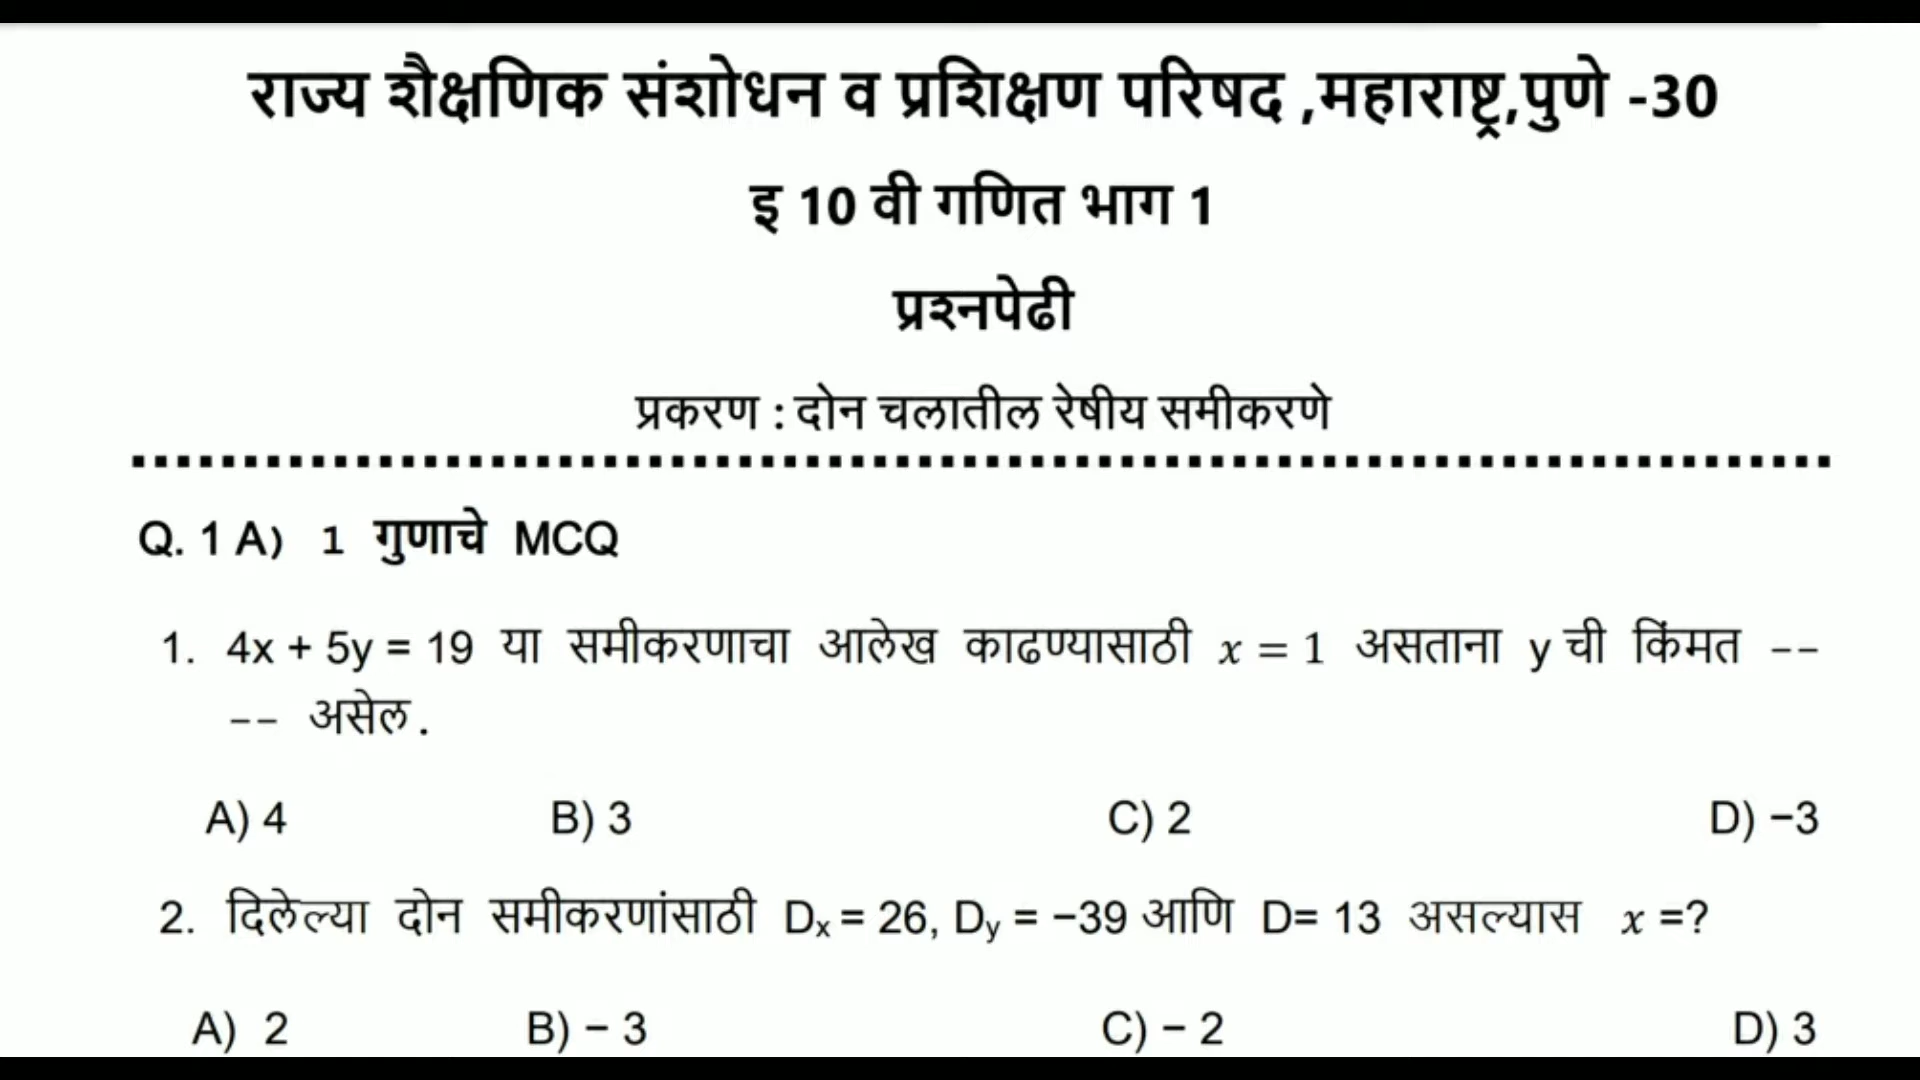 राज्य शैक्षणिक संशोधन व प्रशिक्षण परिषद ,महाराष्ट्र,पुणे -30
इ 10 वी गणित भाग 1
प्रश्नपेढी
प्रकरण : दोन चलातील रेषीय समीकरणे
Q. 1 A) 1 गुणाचे MCQ
1. 4x + 5y = 19 या समीकरणाचा आलेख काढण्यासाठी x = 1 असताना y ची किंमत --
-- असेल .
A) 4 B) 3 C) 2 D) −3
2. दिलेल्या दोन समीकरणांसाठी Dₓ = 26, Dᵧ = −39 आणि D= 13 असल्यास x =?
A) 2 B) − 3 C) − 2 D) 3